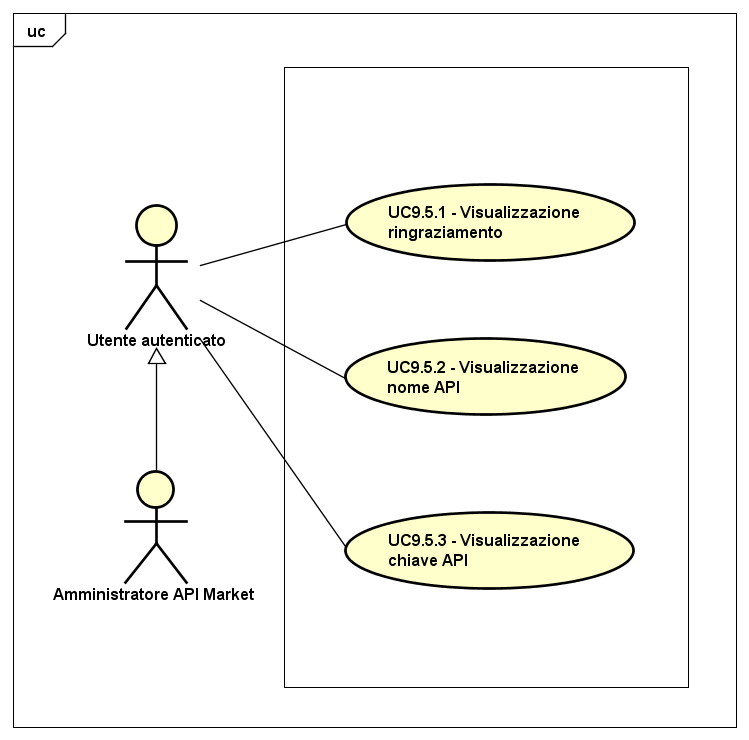 uc
UC9.5.1 - Visualizzazione
ringraziamento
Utente autenticato
UC9.5.2 - Visualizzazione
nome API
UC9.5.3 - Visualizzazione
chiave API
Amministratore API Market